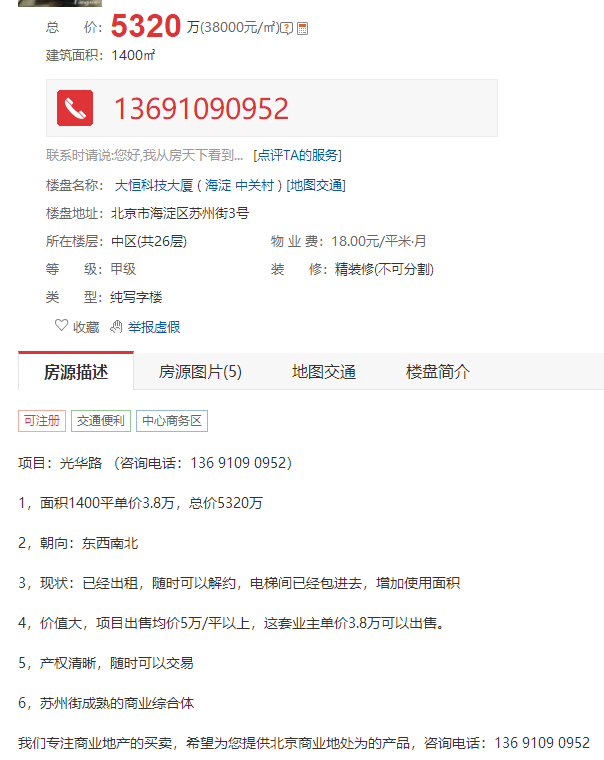 总 价：5320 万(38000元/㎡)
建筑面积：1400㎡
13691090952
联系时请说:您好,我从房天下看到... [点评TA的服务]
楼盘名称： 大恒科技大厦 ( 海淀 中关村 ) [地图交通]
楼盘地址：北京市海淀区苏州街3号
所在楼层：中区(共26层) 物 业 费：18.00元/平米·月
等 级：甲级 装 修：精装修(不可分割)
类 型：纯写字楼
收藏 举报虚假
房源描述 房源图片(5) 地图交通 楼盘简介
可注册 交通便利 中心商务区
项目：光华路 （咨询电话：136 9109 0952）
1，面积1400平单价3.8万，总价5320万
2，朝向：东西南北
3，现状：已经出租，随时可以解约，电梯间已经包进去，增加使用面积
4，价值大，项目出售均价5万/平以上，这套业主单价3.8万可以出售。
5，产权清晰，随时可以交易
6，苏州街成熟的商业综合体
我们专注商业地产的买卖，希望为您提供北京商业地处为的产品，咨询电话：136 9109 0952